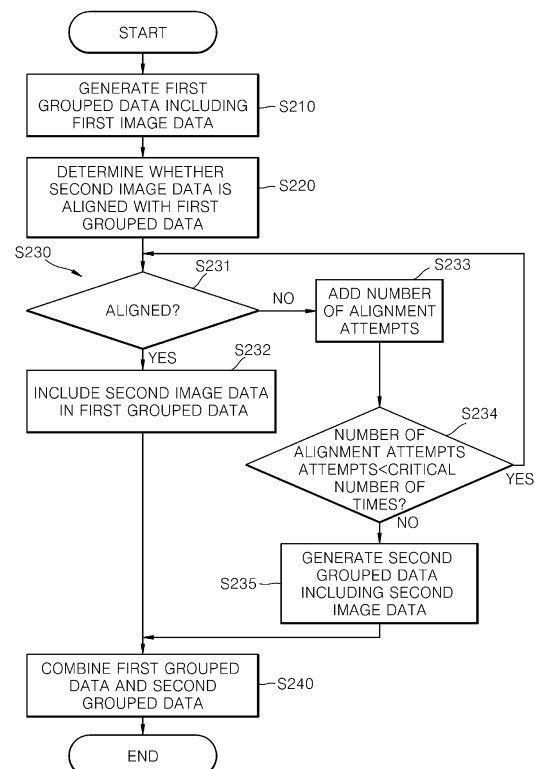 START
GENERATE FIRST
GROUPED DATA INCLUDING
FIRST IMAGE DATA
S210
DETERMINE WHETHER
SECOND IMAGE DATA IS
ALIGNED WITH FIRST
GROUPED DATA
S220
S230
S231
ALIGNED?
NO
YES
S233
ADD NUMBER
OF ALIGNMENT
ATTEMPTS
S232
INCLUDE SECOND IMAGE DATA
IN FIRST GROUPED DATA
S234
NUMBER OF
ALIGNMENT ATTEMPTS
ATTEMPTS<CRITICAL
NUMBER OF
TIMES?
YES
NO
S235
GENERATE SECOND
GROUPED DATA
INCLUDING SECOND
IMAGE DATA
COMBINE FIRST GROUPED
DATA AND SECOND
GROUPED DATA
S240
END